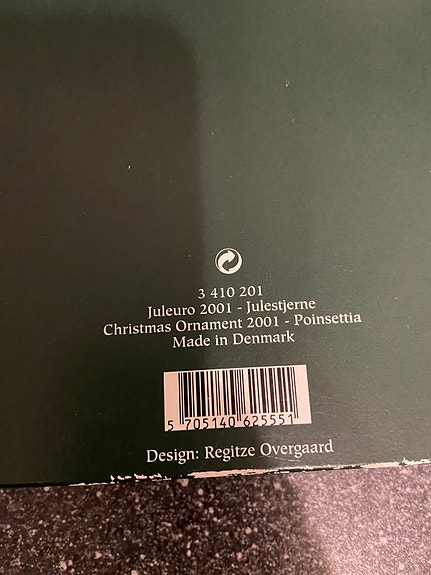 3 410 201
Juleuro 2001 - Julestjerne
Christmas Ornament 2001 - Poinsettia
Made in Denmark
5 705140 625551
Design: Regitze Overgaard